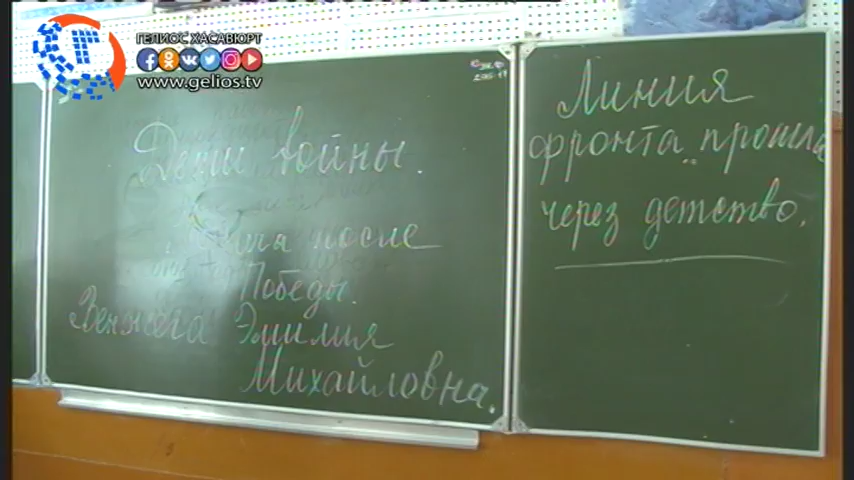 ГЕЛИОС ХАСАВЮРТ
www.gelios.tv
Дети войны.
после
Победы.
Эмилия
Михайловна.
Линия
фронта прошла
через детство.